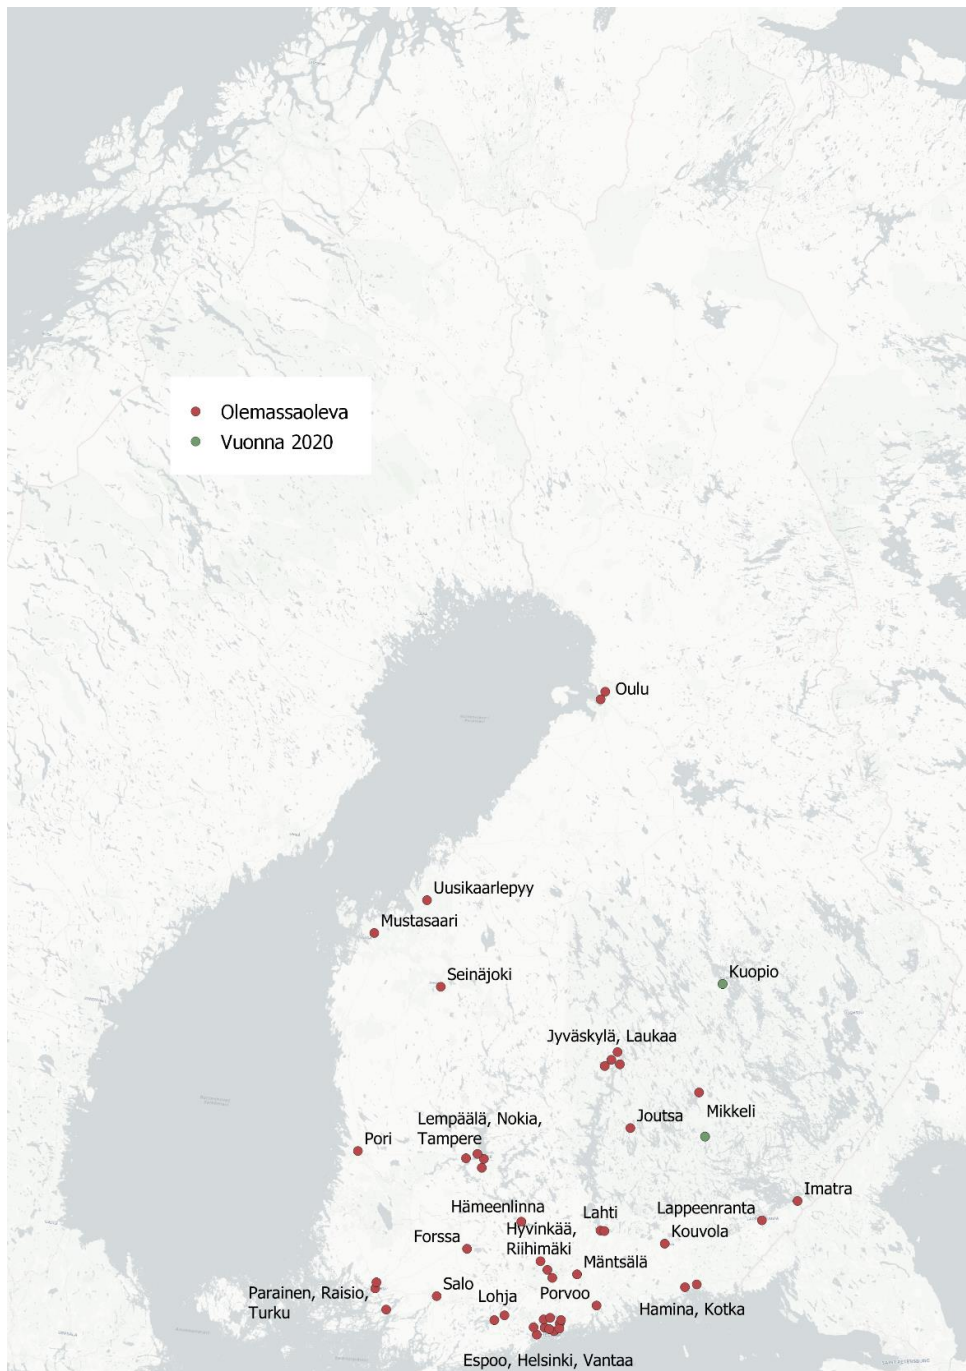 Olemassaoleva
Vuonna 2020
Oulu
Uusikaarlepyy
Mustasaari
Seinäjoki
Kuopio
Jyväskylä, Laukaa
Mikkeli
Joutsa
Lempäälä, Nokia,
Tampere
Pori
Imatra
Lappeenranta
Hämeenlinna
Lahti
Hyvinkää,
Riihimäki
Kouvola
Forssa
Mäntsälä
Parainen, Raisio,
Turku
Salo
Lohja
Porvoo
Hamina, Kotka
Espoo, Helsinki, Vantaa